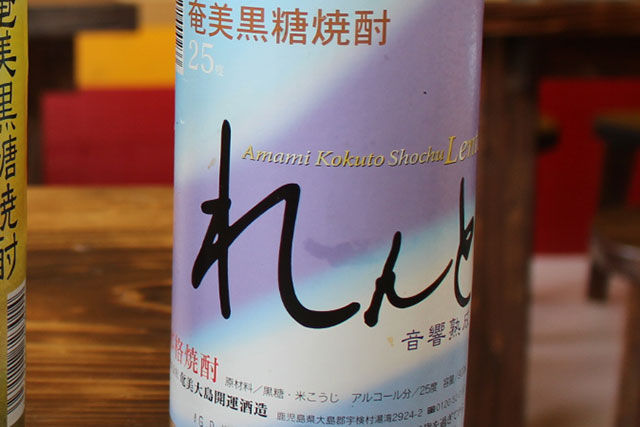 奄美黒糖焼酎
奄美黒糖焼酎
25度
Amami Kokuto Shochu Lent
れんと
音響熟成
格焼酎
原材料/黒糖・米こうじ アルコール分/25度
奄美大島開運酒造
鹿児島県大島郡宇検村湯湾2924-2 ☎0120-52